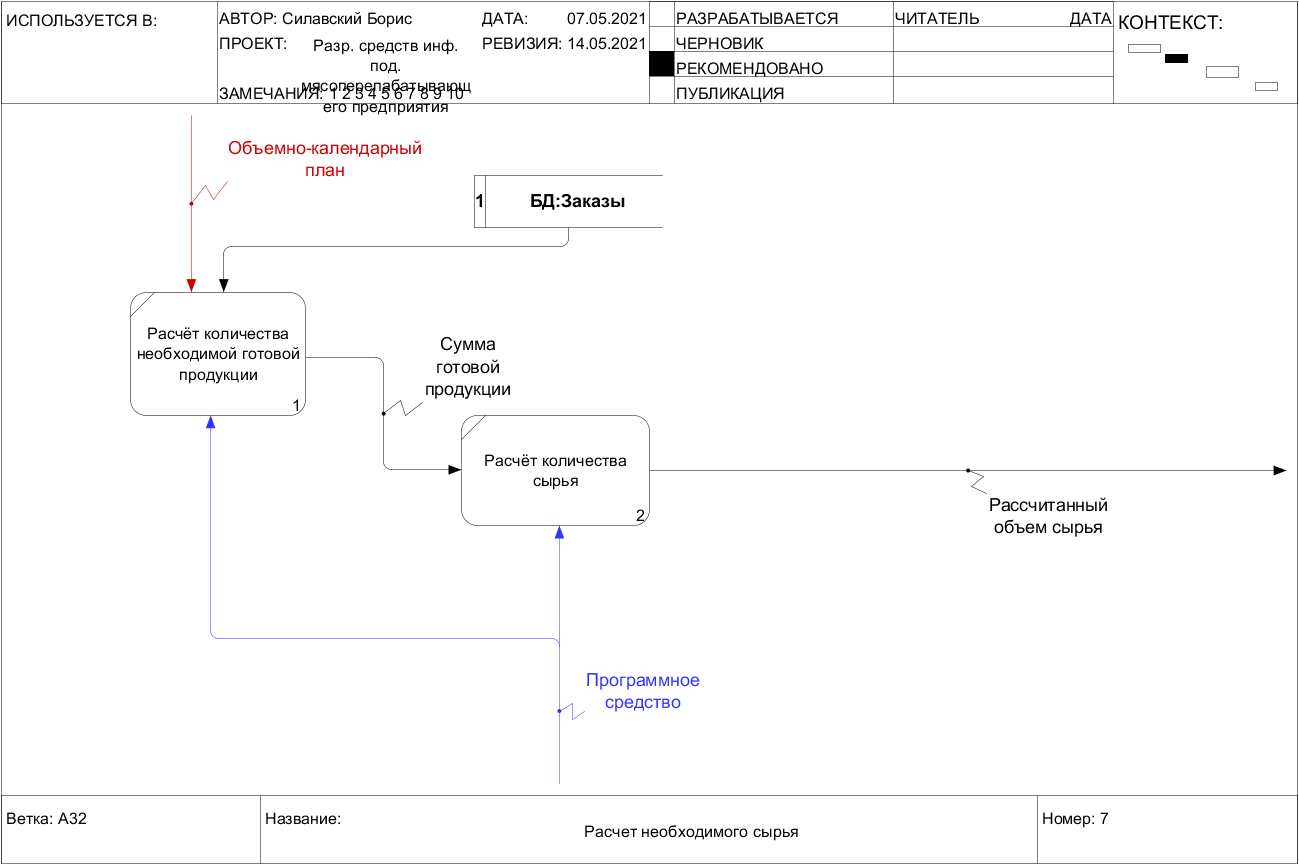 ИСПОЛЬЗУЕТСЯ В:
АВТОР: Силавский Борис
ДАТА: 07.05.2021
ПРОЕКТ: Разр. средств инф.
под.
мясоперелабатывающ
его предприятия
РЕВИЗИЯ: 14.05.2021
ЗАМЕЧАНИЯ: 1 2 3 4 5 6 7 8 9 10
РАЗРАБАТЫВАЕТСЯ
ЧЕРНОВИК
РЕКОМЕНДОВАНО
ПУБЛИКАЦИЯ
ЧИТАТЕЛЬ ДАТА
КОНТЕКСТ:
Объемно-календарный
план
1 БД:Заказы
Расчёт количества
необходимой готовой
продукции
1
Сумма
готовой
продукции
Расчёт количества
сырья
2
Рассчитанный
объем сырья
Программное
средство
Ветка: A32
Название:
Расчет необходимого сырья
Номер: 7